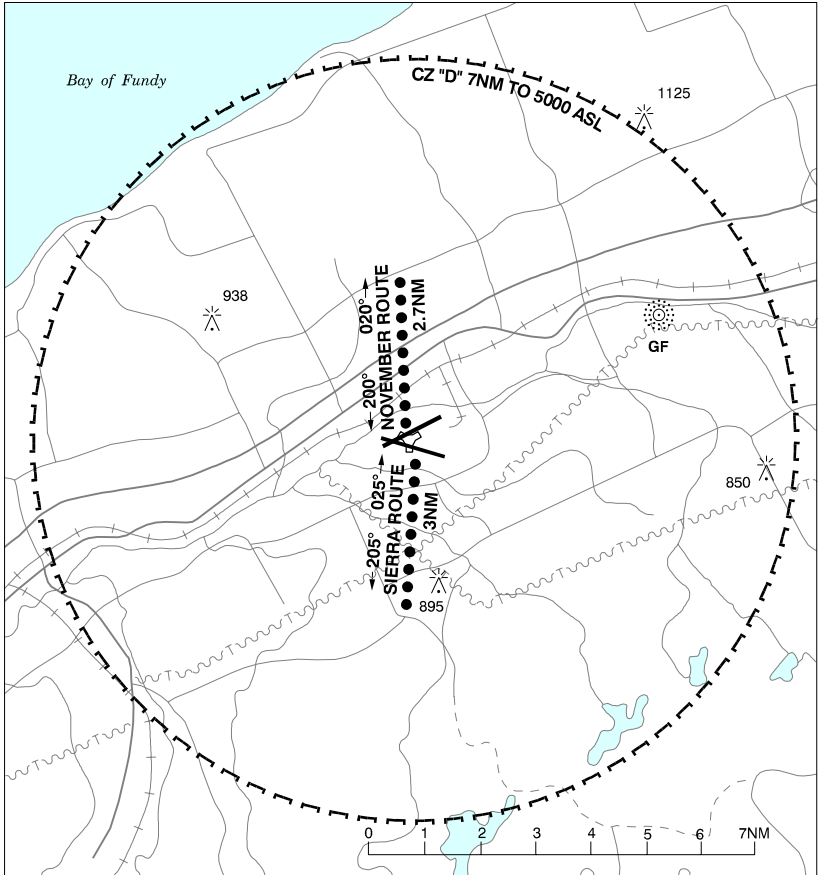 Bay of Fundy
CZ "D" 7NM TO 5000 ASL
1125
938
020°
200°
NOVEMBER ROUTE
2.7NM
GF
025°
205°
SIERRA ROUTE
3NM
850
895
0 1 2 3 4 5 6 7NM